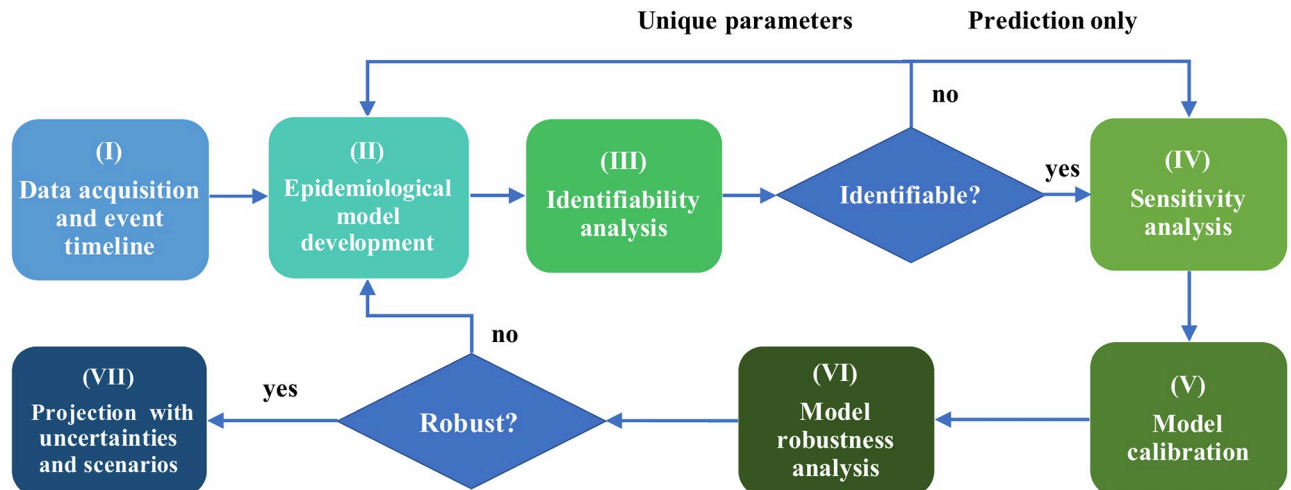 Unique parameters
Prediction only
no
(I)
Data acquisition
and event
timeline
(II)
Epidemiological
model
development
(III)
Identifiability
analysis
Identifiable?
yes
(IV)
Sensitivity
analysis
no
(VII)
Projection with
uncertainties
and scenarios
yes
Robust?
(VI)
Model
robustness
analysis
(V)
Model
calibration